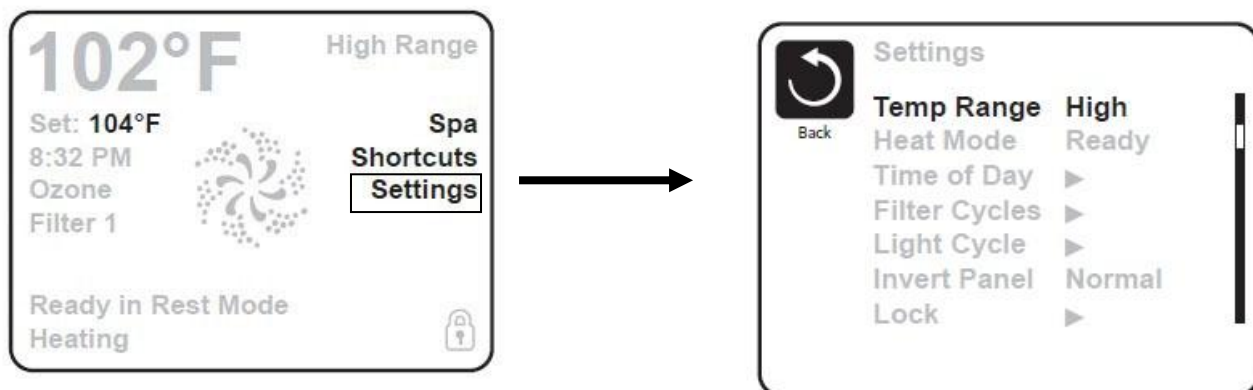 102°F
High Range
Set: 104°F
8:32 PM
Ozone
Filter 1
Spa
Shortcuts
Settings
Ready in Rest Mode
Heating
Back
Settings
Temp Range High
Heat Mode Ready
Time of Day
Filter Cycles
Light Cycle
Invert Panel Normal
Lock